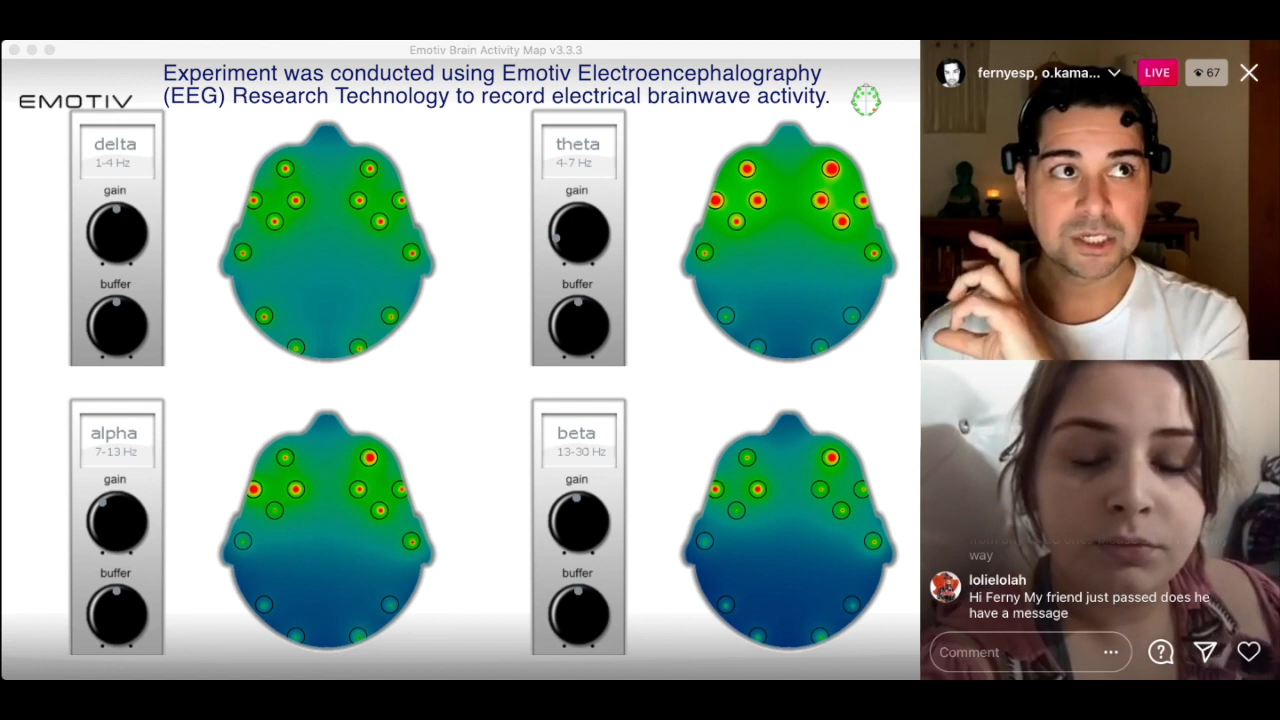 Emotiv Brain Activity Map v3.3.3
Experiment was conducted using Emotiv Electroencephalography
(EEG) Research Technology to record electrical brainwave activity.
EMOTIV
delta
1-4 Hz
gain
buffer
theta
4-7 Hz
gain
buffer
alpha
7-13 Hz
gain
buffer
beta
13-30 Hz
gain
buffer
fernyesp, o.kama...
LIVE
67
way
lolielolah
Hi Ferny My friend just passed does he
have a message
Comment